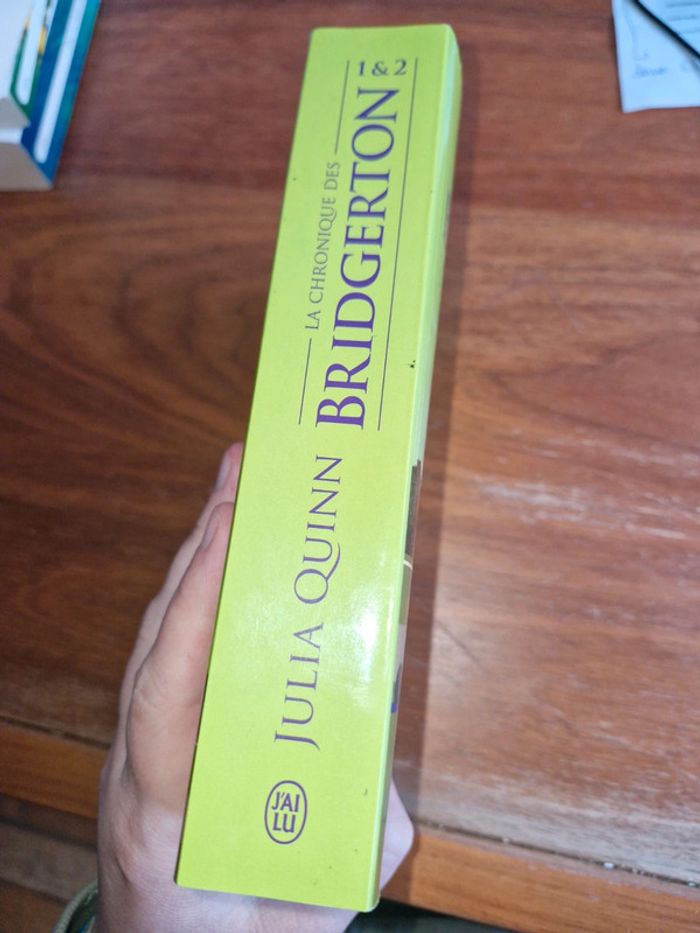 JULIA QUINN
LA CHRONIQUE DES
BRIDGERTON
1 & 2
J'AI
LU